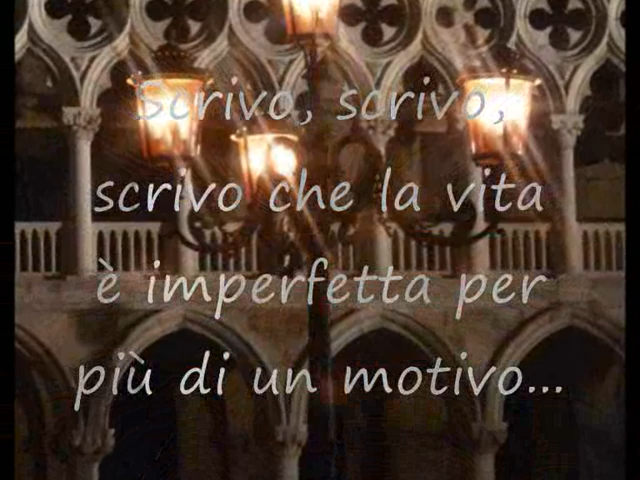 Scrivo, scrivo,
scrivo che la vita
è imperfetta per
più di un motivo...